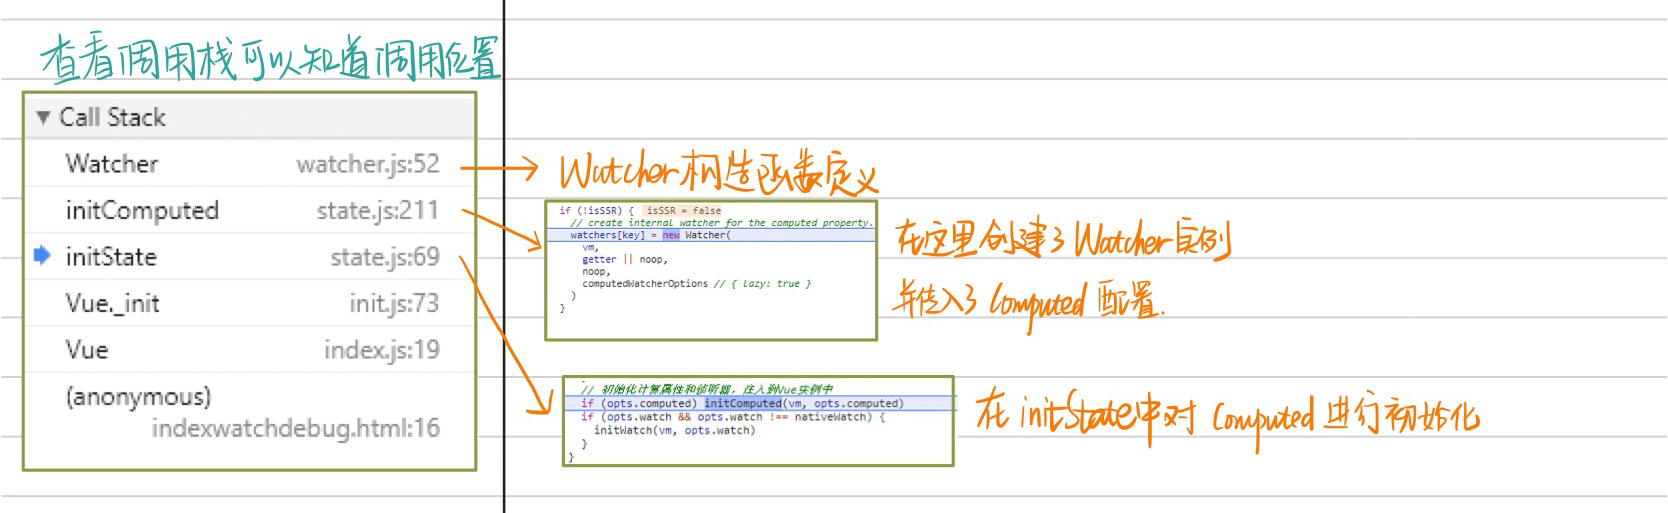 查看调用栈可以知道调用位置
▼ Call Stack
Watcher watcher.js:52
initComputed state.js:211
initState state.js:69
Vue._init init.js:73
Vue index.js:19
(anonymous)
indexwatchdebug.html:16
Watcher构造函数定义
if (!isSSR) { isSSR = false
// create internal watcher for the computed property.
watchers[key] = new Watcher(
vm,
getter || noop,
noop,
computedWatcherOptions // { lazy: true }
)
}
在这里创建了Watcher实例
并传入了Computed配置.
// 初始化计算属性和侦听器，注入到Vue实例中
if (opts.computed) initComputed(vm, opts.computed)
if (opts.watch && opts.watch !== nativeWatch) {
initWatch(vm, opts.watch)
}
}
在initState中对Computed进行初始化